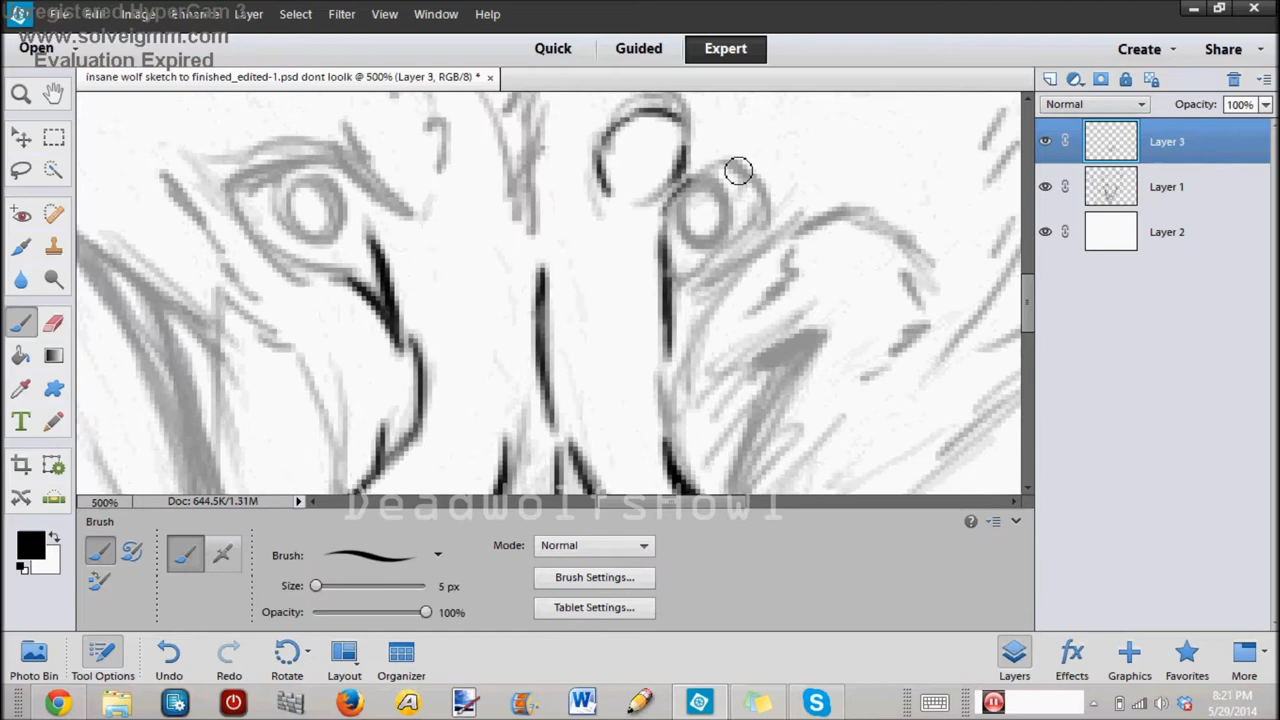 Unregistered HyperCam 3
www.solveigmm.com
Evaluation Expired
File Edit Image Enhance Layer Select Filter View Window Help
Open Quick Guided Expert Create Share
insane wolf sketch to finished_edited-1.psd dont loolk @ 500% (Layer 3, RGB/8) * ×
Normal Opacity: 100%
Layer 3
Layer 1
Layer 2
500% Doc: 644.5K/1.31M
Deadwolfshowl
Brush
Brush: Mode: Normal
Size: 5 px Brush Settings...
Opacity: 100% Tablet Settings...
Photo Bin Tool Options Undo Redo Rotate Layout Organizer Layers Effects Graphics Favorites More
8:21 PM
5/29/2014